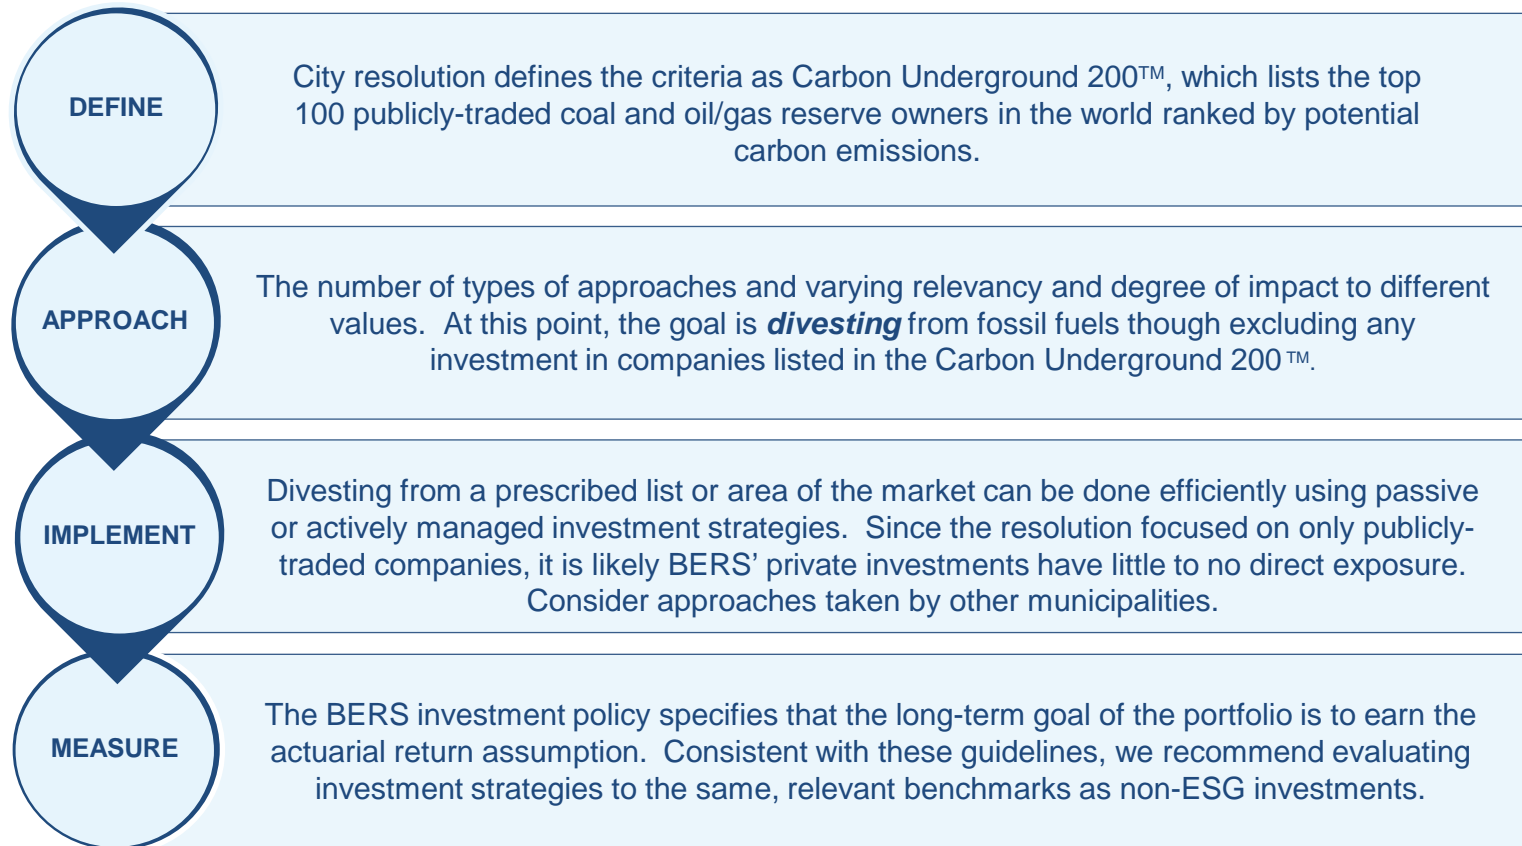 DEFINE
City resolution defines the criteria as Carbon Underground 200™, which lists the top
100 publicly-traded coal and oil/gas reserve owners in the world ranked by potential
carbon emissions.
APPROACH
The number of types of approaches and varying relevancy and degree of impact to different
values. At this point, the goal is divesting from fossil fuels though excluding any
investment in companies listed in the Carbon Underground 200 ™.
IMPLEMENT
Divesting from a prescribed list or area of the market can be done efficiently using passive
or actively managed investment strategies. Since the resolution focused on only publicly-
traded companies, it is likely BERS’ private investments have little to no direct exposure.
Consider approaches taken by other municipalities.
MEASURE
The BERS investment policy specifies that the long-term goal of the portfolio is to earn the
actuarial return assumption. Consistent with these guidelines, we recommend evaluating
investment strategies to the same, relevant benchmarks as non-ESG investments.